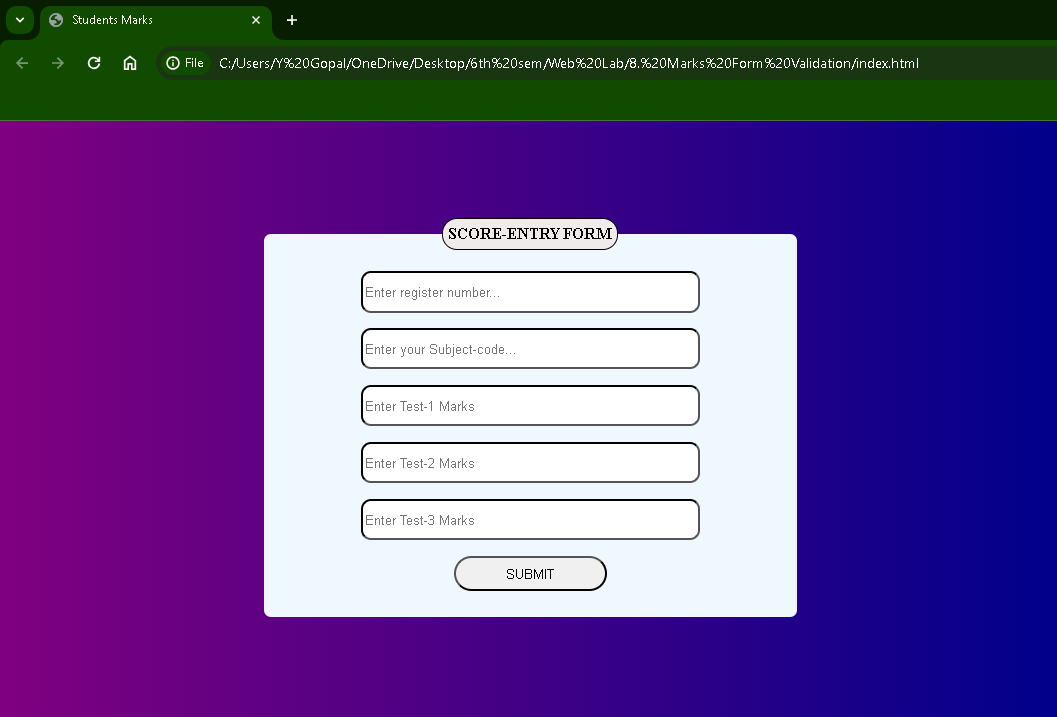 Students Marks
File C:/Users/Y%20Gopal/OneDrive/Desktop/6th%20sem/Web%20Lab/8.%20Marks%20Form%20Validation/index.html
SCORE-ENTRY FORM
Enter register number...
Enter your Subject-code...
Enter Test-1 Marks
Enter Test-2 Marks
Enter Test-3 Marks
SUBMIT